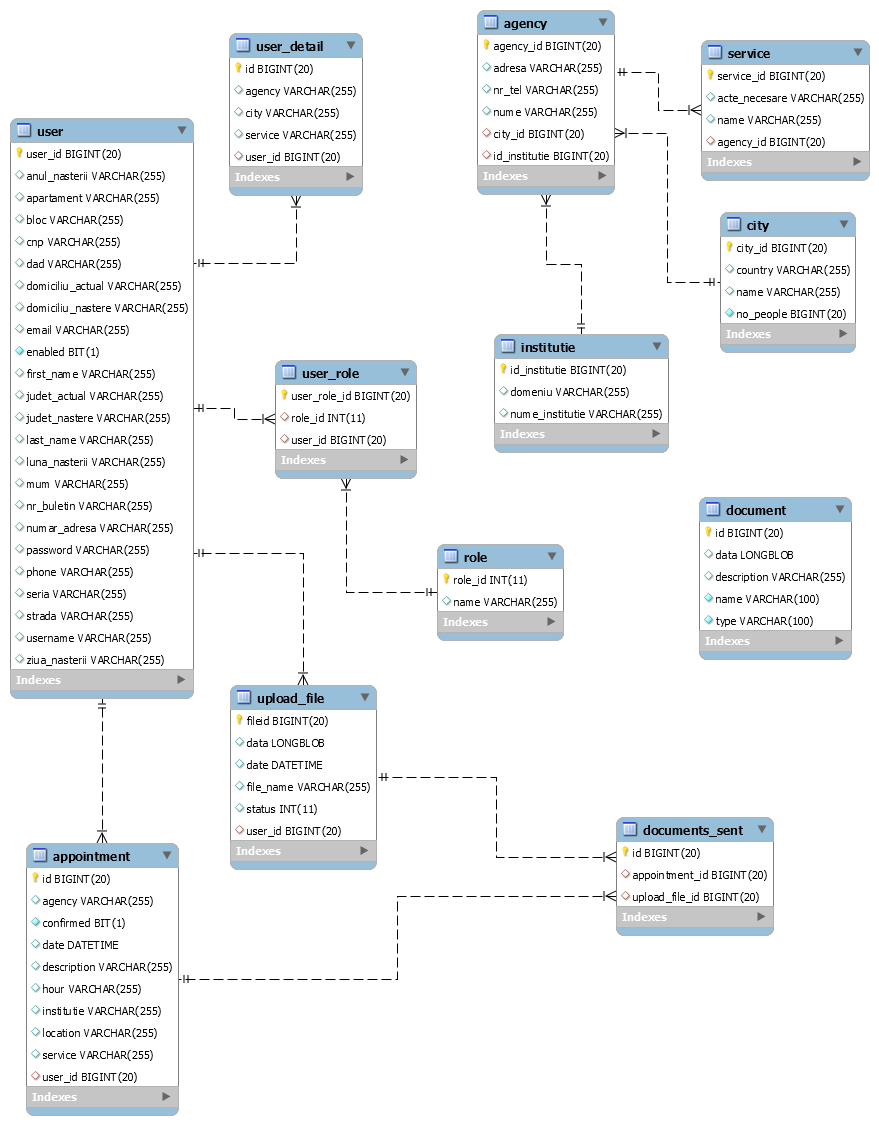 user_detail
id BIGINT(20)
agency VARCHAR(255)
city VARCHAR(255)
service VARCHAR(255)
user_id BIGINT(20)
Indexes
agency
agency_id BIGINT(20)
adresa VARCHAR(255)
nr_tel VARCHAR(255)
nume VARCHAR(255)
city_id BIGINT(20)
id_institutie BIGINT(20)
Indexes
service
service_id BIGINT(20)
acte_necesare VARCHAR(255)
name VARCHAR(255)
agency_id BIGINT(20)
Indexes
user
user_id BIGINT(20)
anul_nasterii VARCHAR(255)
apartament VARCHAR(255)
bloc VARCHAR(255)
cnp VARCHAR(255)
dad VARCHAR(255)
domiciliu_actual VARCHAR(255)
domiciliu_nastere VARCHAR(255)
email VARCHAR(255)
enabled BIT(1)
first_name VARCHAR(255)
judet_actual VARCHAR(255)
judet_nastere VARCHAR(255)
last_name VARCHAR(255)
luna_nasterii VARCHAR(255)
mum VARCHAR(255)
nr_buletin VARCHAR(255)
numar_adresa VARCHAR(255)
password VARCHAR(255)
phone VARCHAR(255)
seria VARCHAR(255)
strada VARCHAR(255)
username VARCHAR(255)
ziua_nasterii VARCHAR(255)
Indexes
city
city_id BIGINT(20)
country VARCHAR(255)
name VARCHAR(255)
no_people BIGINT(20)
Indexes
institutie
id_institutie BIGINT(20)
domeniu VARCHAR(255)
nume_institutie VARCHAR(255)
Indexes
user_role
user_role_id BIGINT(20)
role_id INT(11)
user_id BIGINT(20)
Indexes
document
id BIGINT(20)
data LONGBLOB
description VARCHAR(255)
name VARCHAR(100)
type VARCHAR(100)
Indexes
role
role_id INT(11)
name VARCHAR(255)
Indexes
upload_file
fileid BIGINT(20)
data LONGBLOB
date DATETIME
file_name VARCHAR(255)
status INT(11)
user_id BIGINT(20)
Indexes
documents_sent
id BIGINT(20)
appointment_id BIGINT(20)
upload_file_id BIGINT(20)
Indexes
appointment
id BIGINT(20)
agency VARCHAR(255)
confirmed BIT(1)
date DATETIME
description VARCHAR(255)
hour VARCHAR(255)
institutie VARCHAR(255)
location VARCHAR(255)
service VARCHAR(255)
user_id BIGINT(20)
Indexes